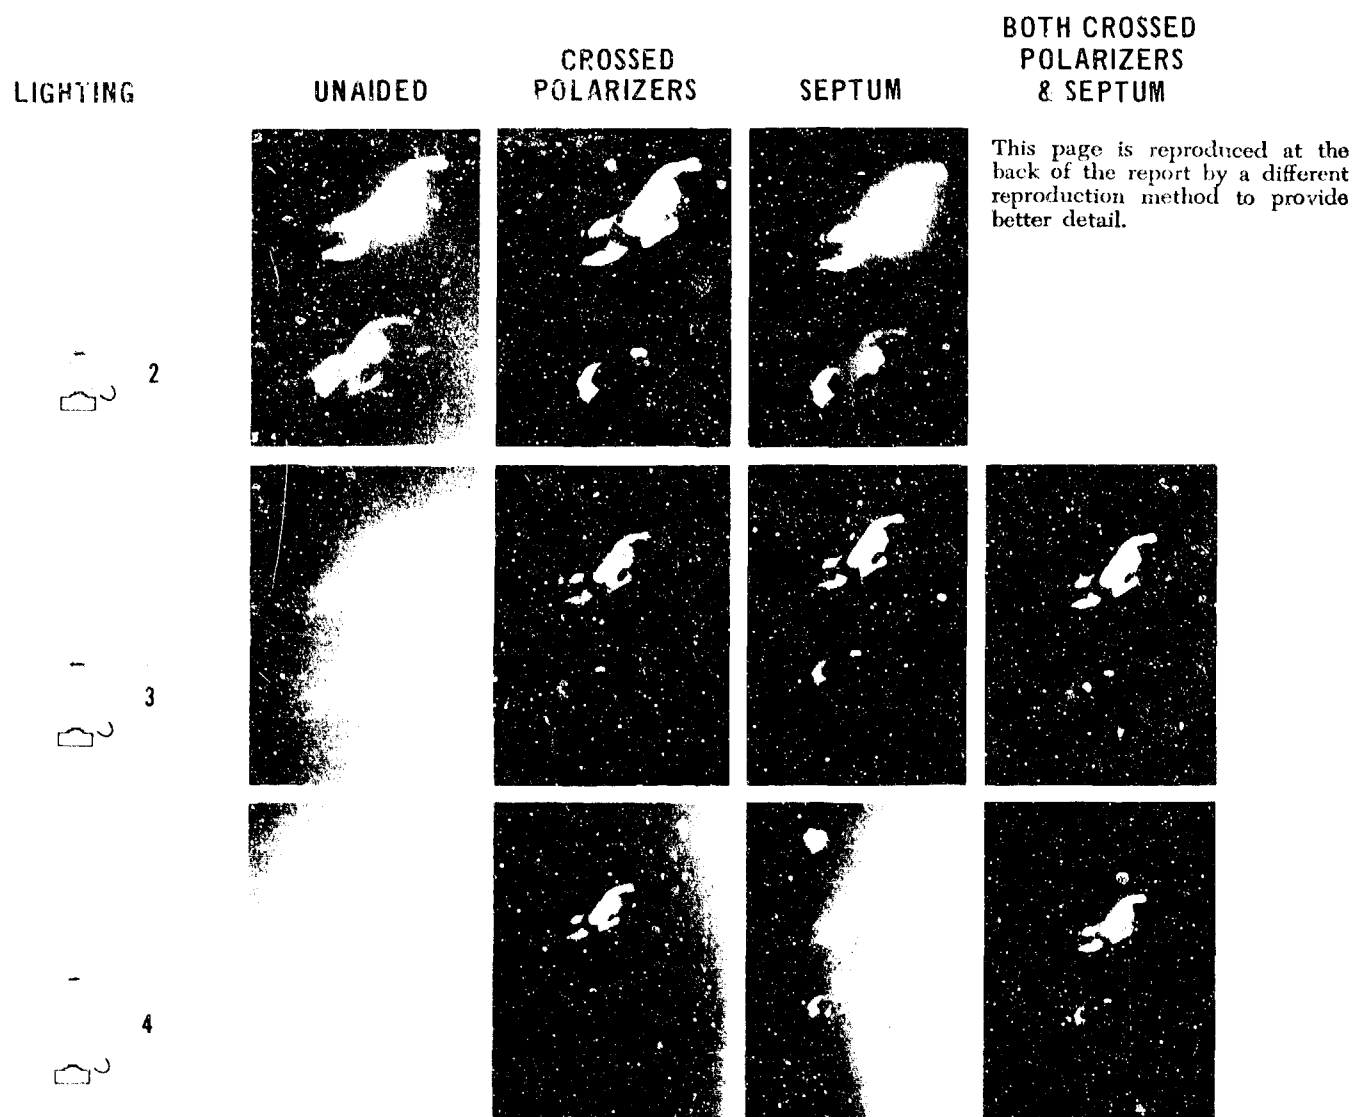 LIGHTING
UNAIDED
CROSSED
POLARIZERS
SEPTUM
BOTH CROSSED
POLARIZERS
& SEPTUM
This page is reproduced at the
back of the report by a different
reproduction method to provide
better detail.
2
3
4